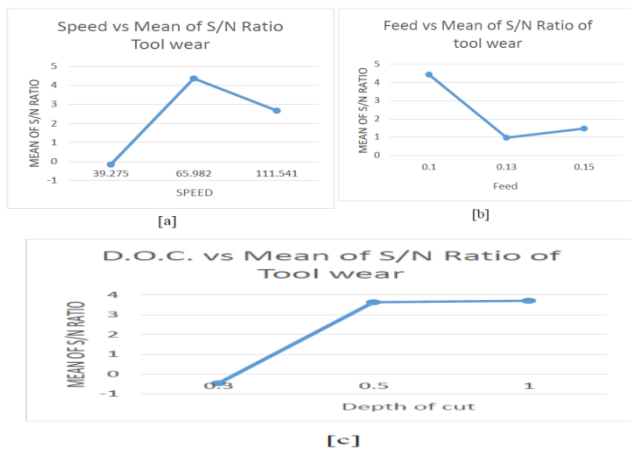 Speed vs Mean of S/N Ratio
Tool wear
MEAN OF S/N RATIO
5
4
3
2
1
0
-1
39.275 65.982 111.541
SPEED
[a]
Feed vs Mean of S/N Ratio of
tool wear
MEAN OF S/N RATIO
5
4
3
2
1
0
0.1 0.13 0.15
Feed
[b]
D.O.C. vs Mean of S/N Ratio of
Tool wear
MEAN OF S/N RATIO
4
3
2
1
0
-1
0.3 0.5 1
Depth of cut
[c]